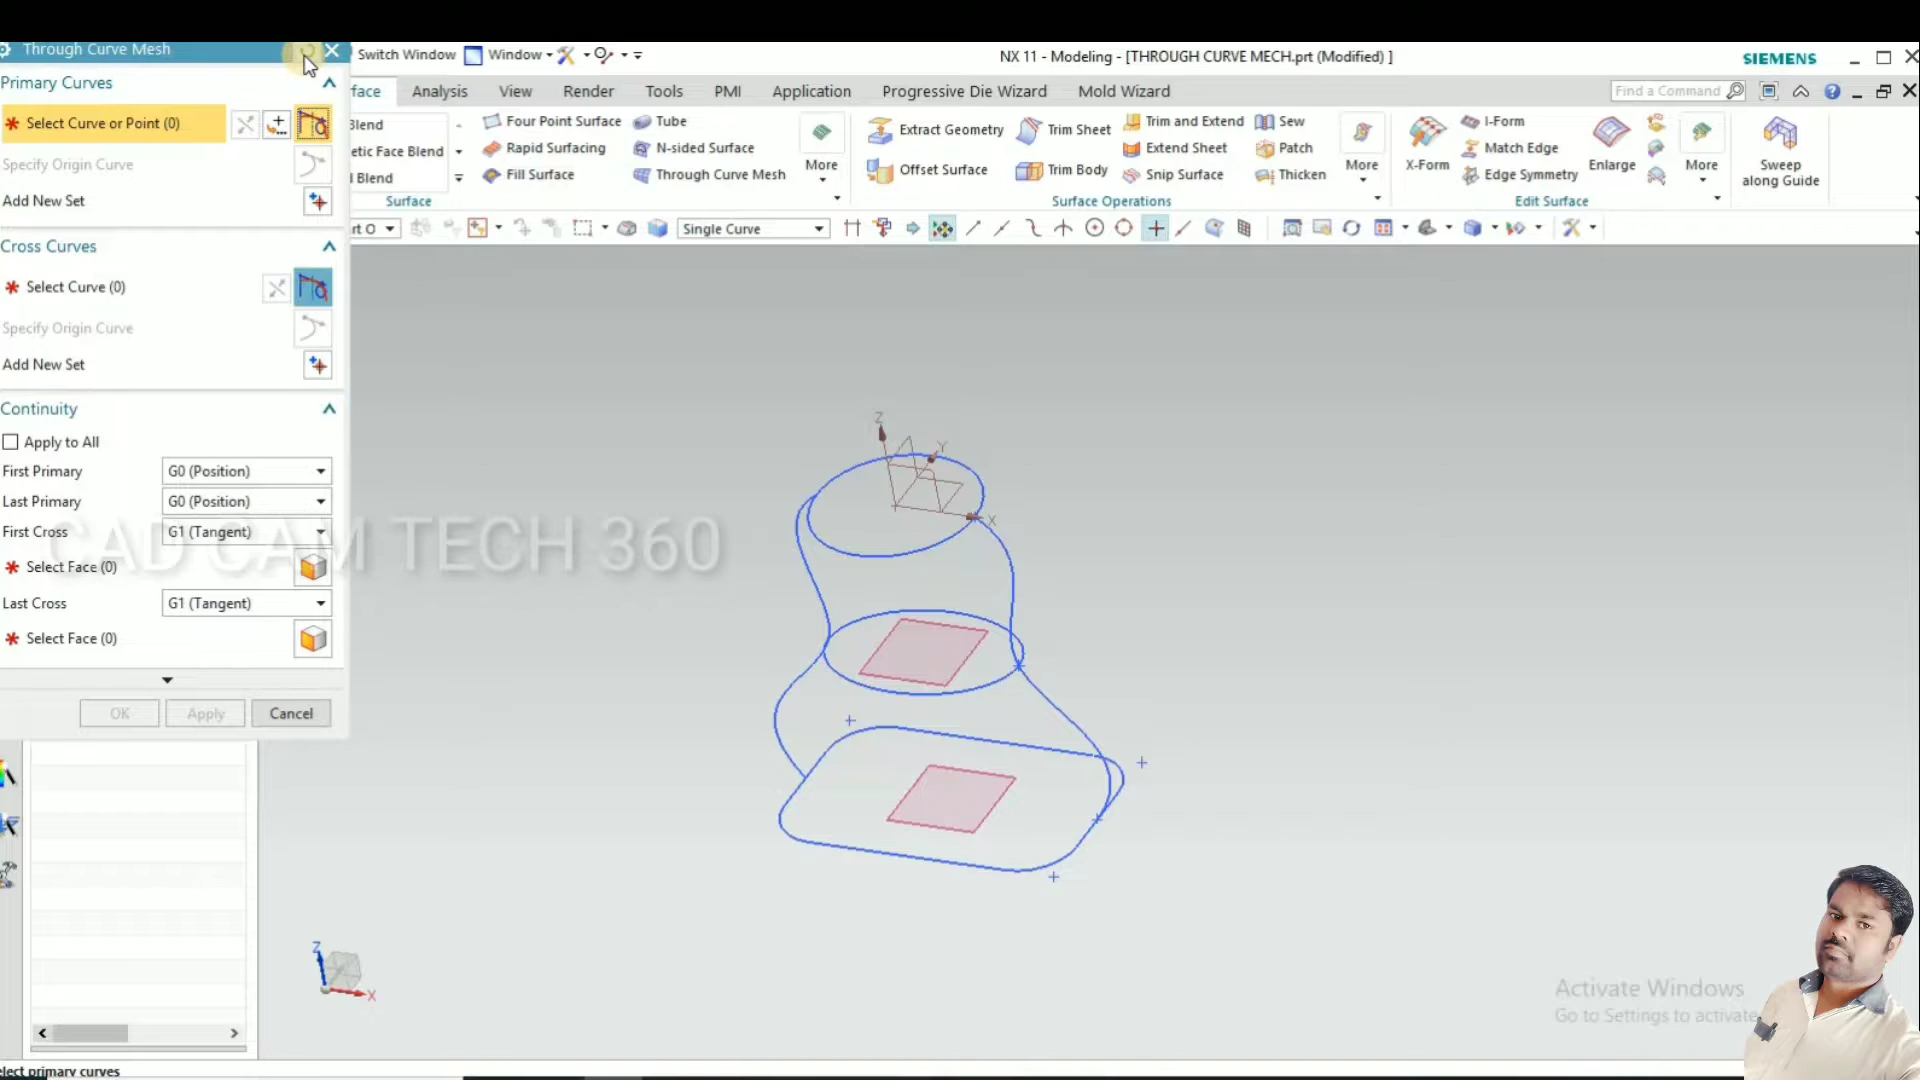 Through Curve Mesh
Switch Window Window
NX 11 - Modeling - [THROUGH CURVE MECH.prt (Modified) ]
SIEMENS
Primary Curves
face Analysis View Render Tools PMI Application Progressive Die Wizard Mold Wizard
Find a Command
* Select Curve or Point (0)
Specify Origin Curve
Add New Set
Blend
etic Face Blend
l Blend
Four Point Surface
Rapid Surfacing
Fill Surface
Tube
N-sided Surface
Through Curve Mesh
More
Surface
Extract Geometry
Offset Surface
Trim Sheet
Trim Body
Trim and Extend
Extend Sheet
Snip Surface
Sew
Patch
Thicken
More
Surface Operations
X-Form
I-Form
Match Edge
Edge Symmetry
Enlarge
More
Edit Surface
Sweep
along Guide
rt O
Single Curve
Cross Curves
* Select Curve (0)
Specify Origin Curve
Add New Set
Continuity
Apply to All
First Primary G0 (Position)
Last Primary G0 (Position)
First Cross G1 (Tangent)
* Select Face (0)
Last Cross G1 (Tangent)
* Select Face (0)
OK Apply Cancel
CAD CAM TECH 360
Z
Y
X
Z
X
Activate Windows
Go to Settings to activate
elect primary curves